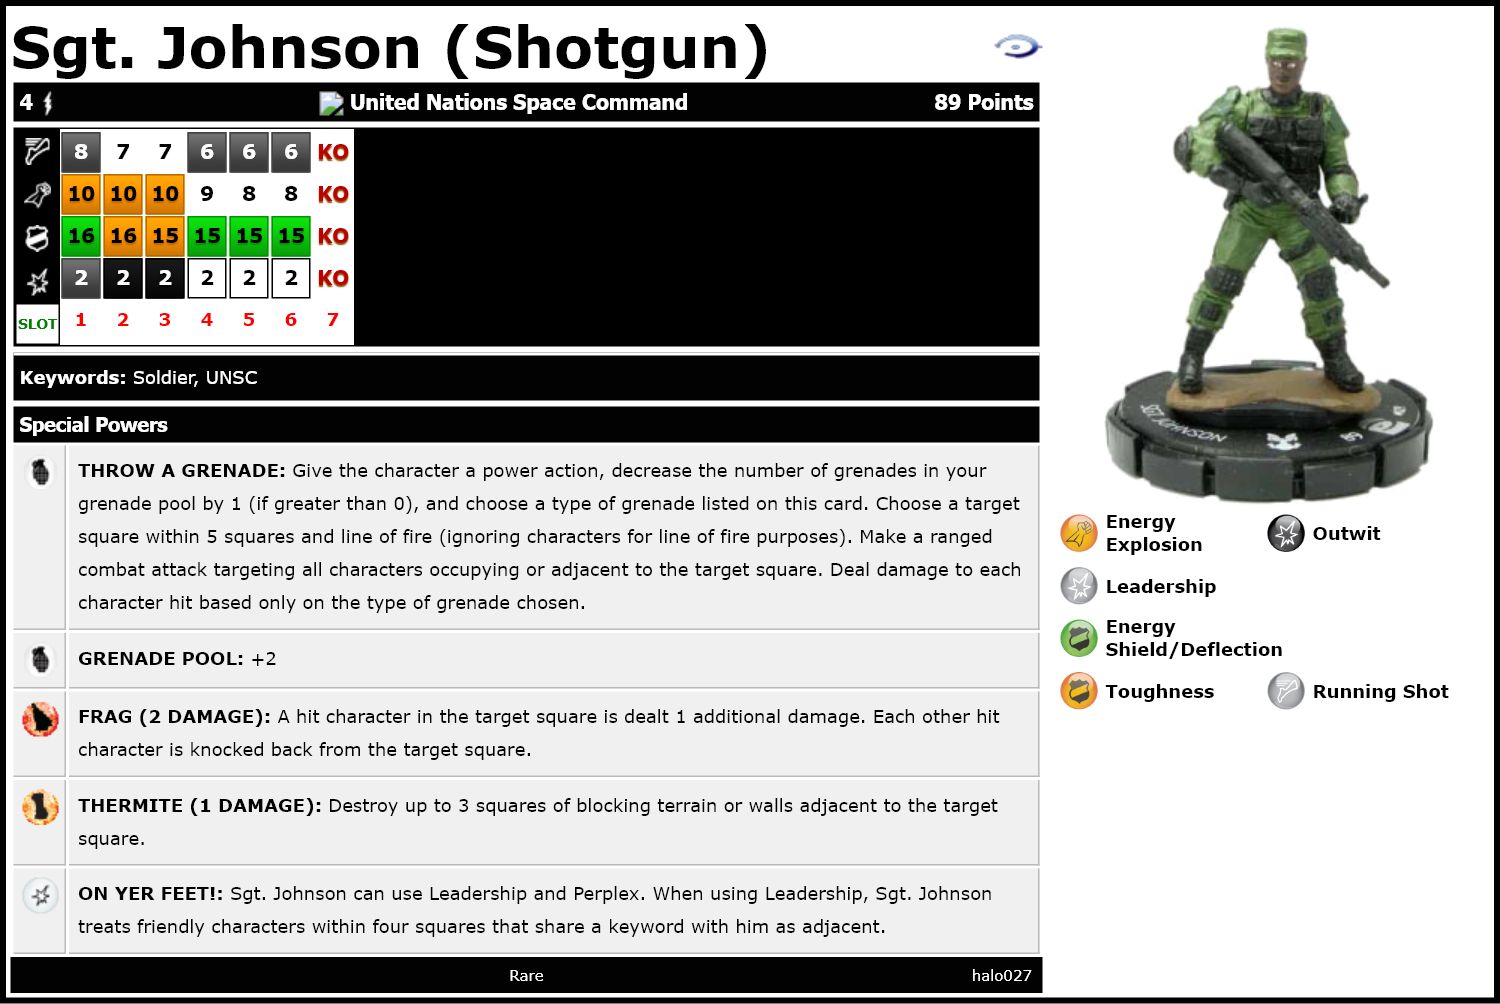 Sgt. Johnson (Shotgun)
4 United Nations Space Command 89 Points
8 7 7 6 6 6 KO
10 10 10 9 8 8 KO
16 16 15 15 15 15 KO
2 2 2 2 2 2 KO
SLOT 1 2 3 4 5 6 7
Keywords: Soldier, UNSC
Special Powers
THROW A GRENADE: Give the character a power action, decrease the number of grenades in your
grenade pool by 1 (if greater than 0), and choose a type of grenade listed on this card. Choose a target
square within 5 squares and line of fire (ignoring characters for line of fire purposes). Make a ranged
combat attack targeting all characters occupying or adjacent to the target square. Deal damage to each
character hit based only on the type of grenade chosen.
GRENADE POOL: +2
FRAG (2 DAMAGE): A hit character in the target square is dealt 1 additional damage. Each other hit
character is knocked back from the target square.
THERMITE (1 DAMAGE): Destroy up to 3 squares of blocking terrain or walls adjacent to the target
square.
ON YER FEET!: Sgt. Johnson can use Leadership and Perplex. When using Leadership, Sgt. Johnson
treats friendly characters within four squares that share a keyword with him as adjacent.
Rare halo027
SGT JOHNSON
Energy
Explosion
Outwit
Leadership
Energy
Shield/Deflection
Toughness
Running Shot